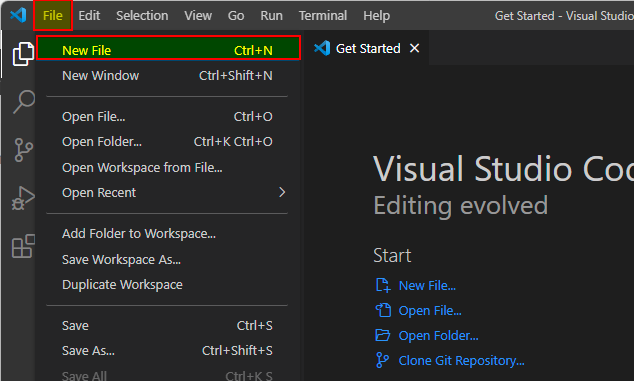 File Edit Selection View Go Run Terminal Help Get Started - Visual Studio
New File Ctrl+N
Get Started
New Window Ctrl+Shift+N
Open File... Ctrl+O
Open Folder... Ctrl+K Ctrl+O
Open Workspace from File...
Open Recent
Add Folder to Workspace...
Save Workspace As...
Duplicate Workspace
Save Ctrl+S
Save As... Ctrl+Shift+S
Save All Ctrl+K S
Visual Studio Cod
Editing evolved
Start
New File...
Open File...
Open Folder...
Clone Git Repository...